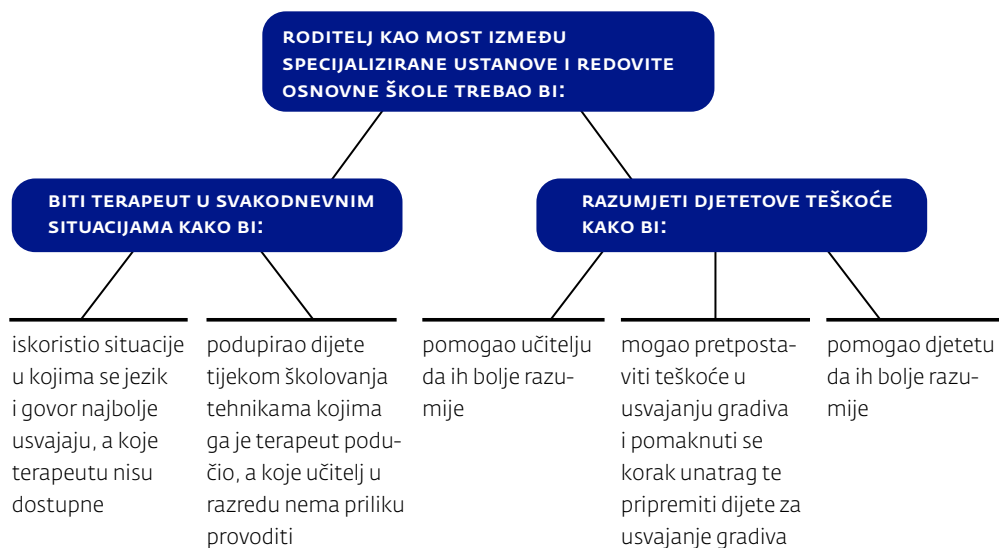 RODITELJ KAO MOST IZMEĐU
SPECIJALIZIRANE USTANOVE I REDOVITE
OSNOVNE ŠKOLE TREBAO BI:
BITI TERAPEUT U SVAKODNEVNIM
SITUACIJAMA KAKO BI:
RAZUMJETI DJETETOVE TEŠKOĆE
KAKO BI:
iskoristio situacije
u kojima se jezik
i govor najbolje
usvajaju, a koje
terapeutu nisu
dostupne
podupirao dijete
tijekom školovanja
tehnikama kojima
ga je terapeut podu-
čio, a koje učitelj u
razredu nema priliku
provoditi
pomogao učitelju
da ih bolje razu-
mije
mogao pretposta-
viti teškoće u
usvajanju gradiva
i pomaknuti se
korak unatrag te
pripremiti dijete za
usvajanje gradiva
pomogao djetetu
da ih bolje razu-
mije